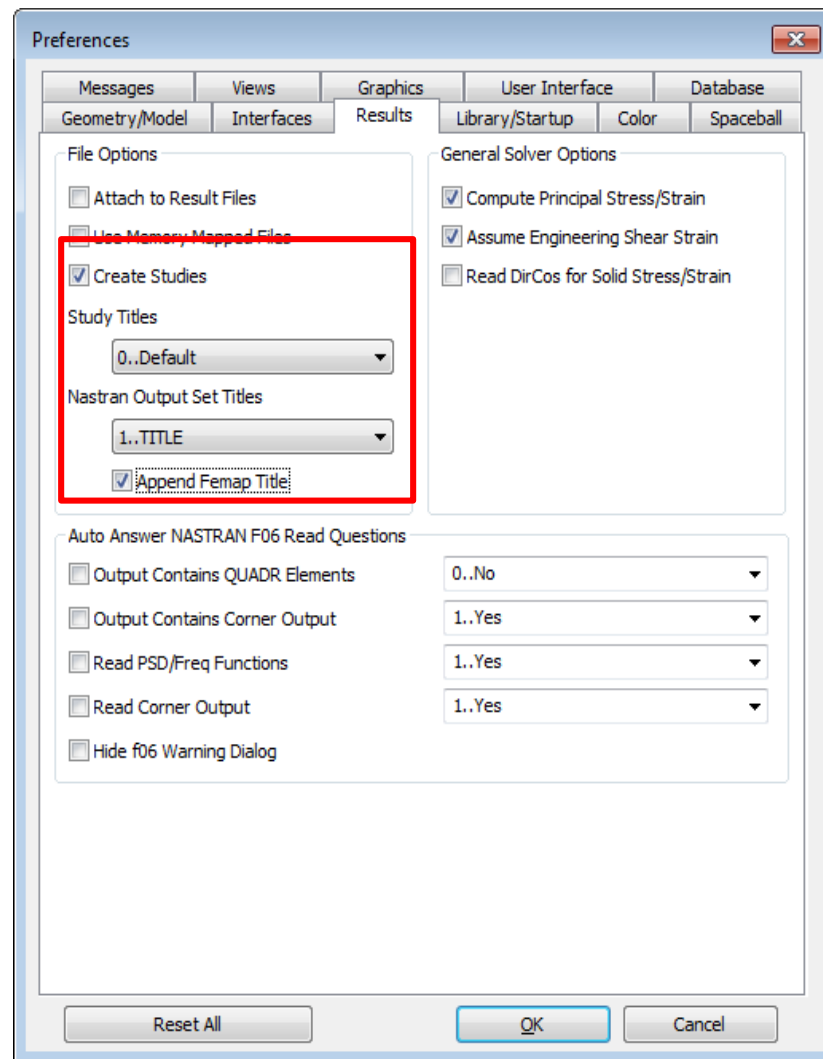 Preferences
Messages Views Graphics User Interface Database
Geometry/Model Interfaces Results Library/Startup Color Spaceball
File Options
Attach to Result Files
Use Memory Mapped Files
Create Studies
Study Titles
0..Default
Nastran Output Set Titles
1..TITLE
Append Femap Title
General Solver Options
Compute Principal Stress/Strain
Assume Engineering Shear Strain
Read DirCos for Solid Stress/Strain
Auto Answer NASTRAN F06 Read Questions
Output Contains QUADR Elements 0..No
Output Contains Corner Output 1..Yes
Read PSD/Freq Functions 1..Yes
Read Corner Output 1..Yes
Hide f06 Warning Dialog
Reset All OK Cancel